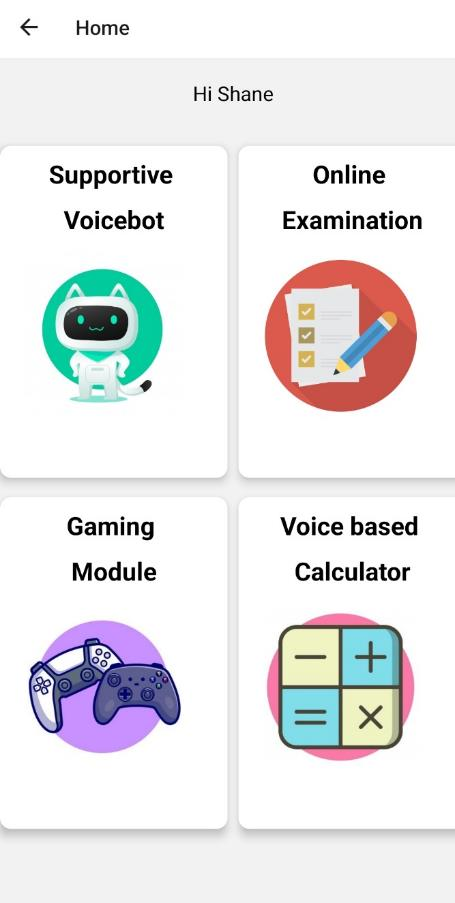 Home
Hi Shane
Supportive
Voicebot
Online
Examination
Gaming
Module
Voice based
Calculator